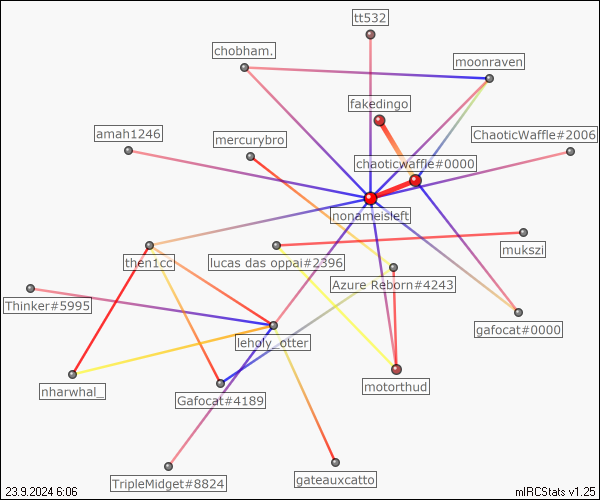 tt532
chobham.
moonraven
fakedingo
amah1246
mercurybro
ChaoticWaffle#2006
chaoticwaffle#0000
nonameisleft
mukszi
then1cc
lucas das oppai#2396
Azure Reborn#4243
Thinker#5995
gafocat#0000
leholy_otter
nharwhal_
Gafocat#4189
motorthud
TripleMidget#8824
gateauxcatto
23.9.2024 6:06
mIRCStats v1.25